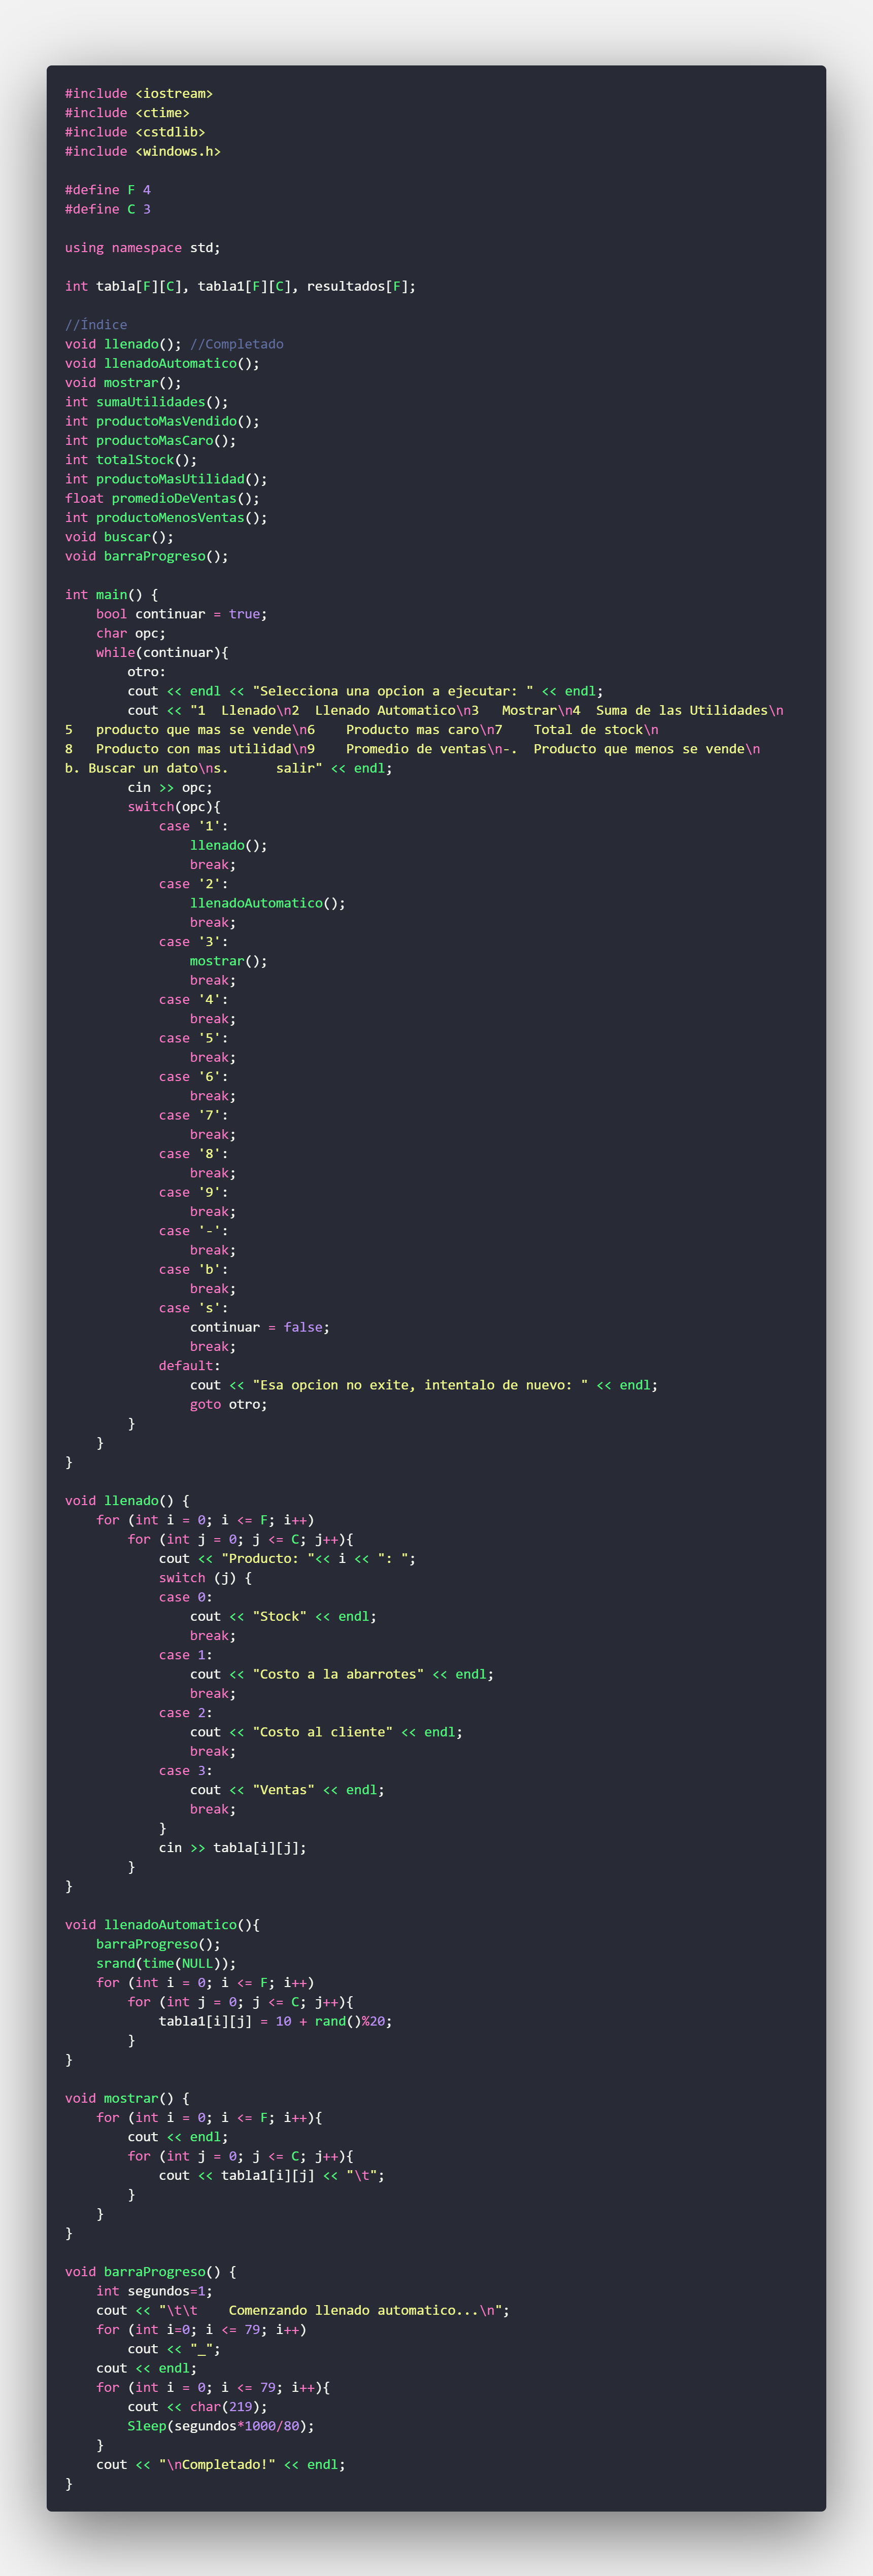 #include <iostream>
#include <ctime>
#include <cstdlib>
#include <windows.h>

#define F 4
#define C 3

using namespace std;

int tabla[F][C], tabla1[F][C], resultados[F];

//Índice
void llenado(); //Completado
void llenadoAutomatico();
void mostrar();
int sumaUtilidades();
int productoMasVendido();
int productoMasCaro();
int totalStock();
int productoMasUtilidad();
float promedioDeVentas();
int productoMenosVentas();
void buscar();
void barraProgreso();

int main() {
    bool continuar = true;
    char opc;
    while(continuar){
        otro:
        cout << endl << "Selecciona una opcion a ejecutar: " << endl;
        cout << "1  Llenado\n2  Llenado Automatico\n3   Mostrar\n4  Suma de las Utilidades\n
5   producto que mas se vende\n6    Producto mas caro\n7    Total de stock\n
8   Producto con mas utilidad\n9    Promedio de ventas\n-.  Producto que menos se vende\n
b. Buscar un dato\ns.      salir" << endl;
        cin >> opc;
        switch(opc){
            case '1':
                llenado();
                break;
            case '2':
                llenadoAutomatico();
                break;
            case '3':
                mostrar();
                break;
            case '4':
                break;
            case '5':
                break;
            case '6':
                break;
            case '7':
                break;
            case '8':
                break;
            case '9':
                break;
            case '-':
                break;
            case 'b':
                break;
            case 's':
                continuar = false;
                break;
            default:
                cout << "Esa opcion no exite, intentalo de nuevo: " << endl;
                goto otro;
        }
    }
}

void llenado() {
    for (int i = 0; i <= F; i++)
        for (int j = 0; j <= C; j++){
            cout << "Producto: "<< i << ": ";
            switch (j) {
            case 0:
                cout << "Stock" << endl;
                break;
            case 1:
                cout << "Costo a la abarrotes" << endl;
                break;
            case 2:
                cout << "Costo al cliente" << endl;
                break;
            case 3:
                cout << "Ventas" << endl;
                break;
            }
            cin >> tabla[i][j];
        }
}

void llenadoAutomatico(){
    barraProgreso();
    srand(time(NULL));
    for (int i = 0; i <= F; i++)
        for (int j = 0; j <= C; j++){
            tabla1[i][j] = 10 + rand()%20;
        }
}

void mostrar() {
    for (int i = 0; i <= F; i++){
        cout << endl;
        for (int j = 0; j <= C; j++){
            cout << tabla1[i][j] << "\t";
        }
    }
}

void barraProgreso() {
    int segundos=1;
    cout << "\t\t    Comenzando llenado automatico...\n";
    for (int i=0; i <= 79; i++)
        cout << "_";
    cout << endl;
    for (int i = 0; i <= 79; i++){
        cout << char(219);
        Sleep(segundos*1000/80);
    }
    cout << "\nCompletado!" << endl;
}